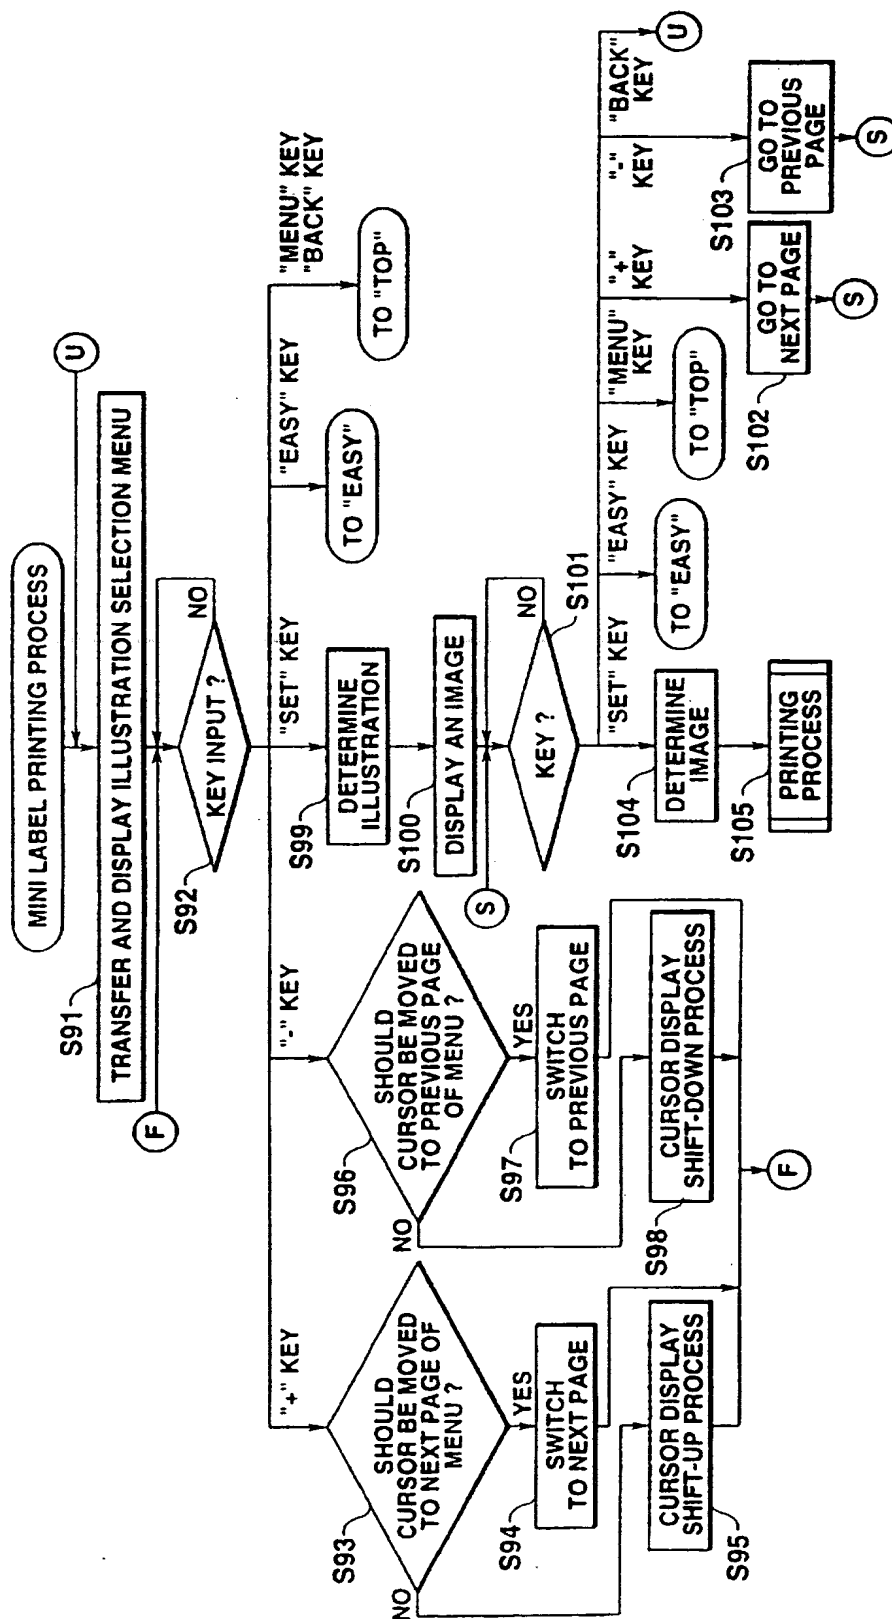 MINI LABEL PRINTING PROCESS
U
S91
TRANSFER AND DISPLAY ILLUSTRATION SELECTION MENU
F
S92
KEY INPUT ?
NO
"+" KEY
"-" KEY
"SET" KEY
"EASY" KEY
"MENU" KEY
"BACK" KEY
S93
SHOULD
CURSOR BE MOVED
TO NEXT PAGE OF
MENU ?
NO
YES
S94
SWITCH
TO NEXT PAGE
S95
CURSOR DISPLAY
SHIFT-UP PROCESS
S96
SHOULD
CURSOR BE MOVED
TO PREVIOUS PAGE
OF MENU ?
NO
YES
S97
SWITCH
TO PREVIOUS PAGE
S98
CURSOR DISPLAY
SHIFT-DOWN PROCESS
F
S99
DETERMINE
ILLUSTRATION
TO "EASY"
TO "TOP"
S100
DISPLAY AN IMAGE
S
KEY ?
NO
S101
"SET" KEY
"EASY" KEY
"MENU"
KEY
"+"
KEY
"-"
KEY
"BACK"
KEY
S104
DETERMINE
IMAGE
S105
PRINTING
PROCESS
TO "EASY"
TO "TOP"
S102
GO TO
NEXT PAGE
S
S103
GO TO
PREVIOUS
PAGE
S
U